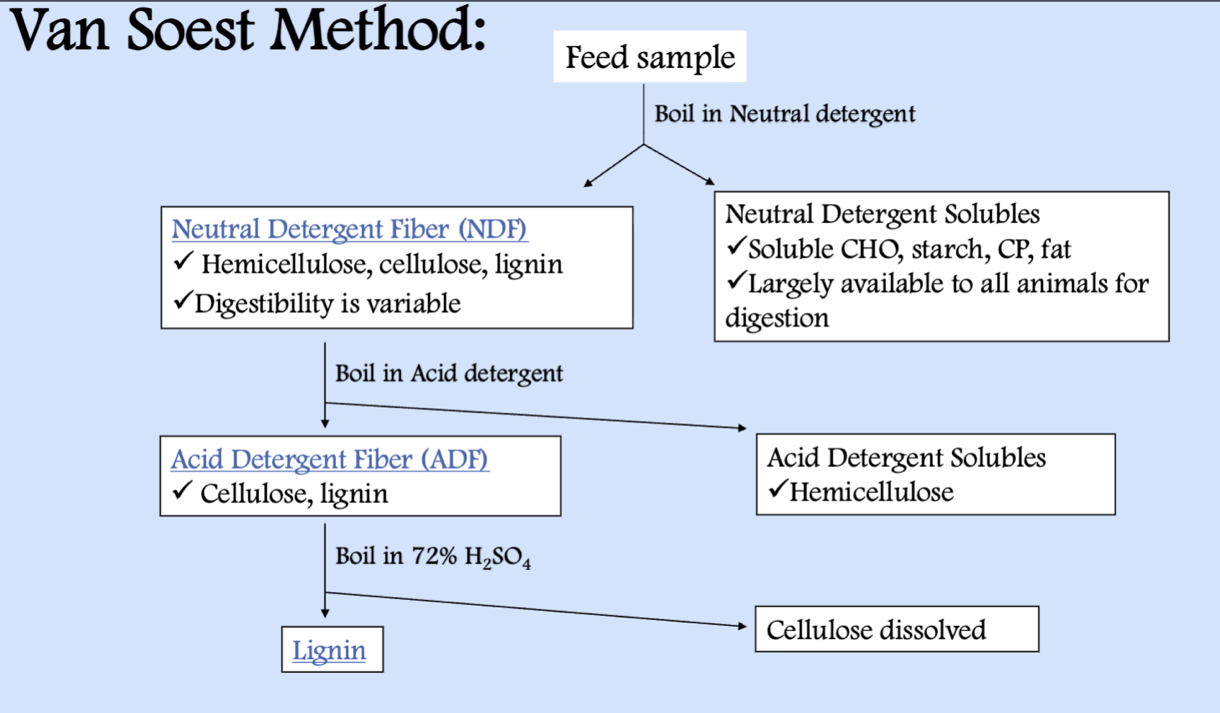 Van Soest Method:
Feed sample
Boil in Neutral detergent
Neutral Detergent Fiber (NDF)
✓ Hemicellulose, cellulose, lignin
✓Digestibility is variable
Neutral Detergent Solubles
✓Soluble CHO, starch, CP, fat
✓Largely available to all animals for
digestion
Boil in Acid detergent
Acid Detergent Fiber (ADF)
✓ Cellulose, lignin
Acid Detergent Solubles
✓Hemicellulose
Boil in 72% H₂SO₄
Lignin
Cellulose dissolved